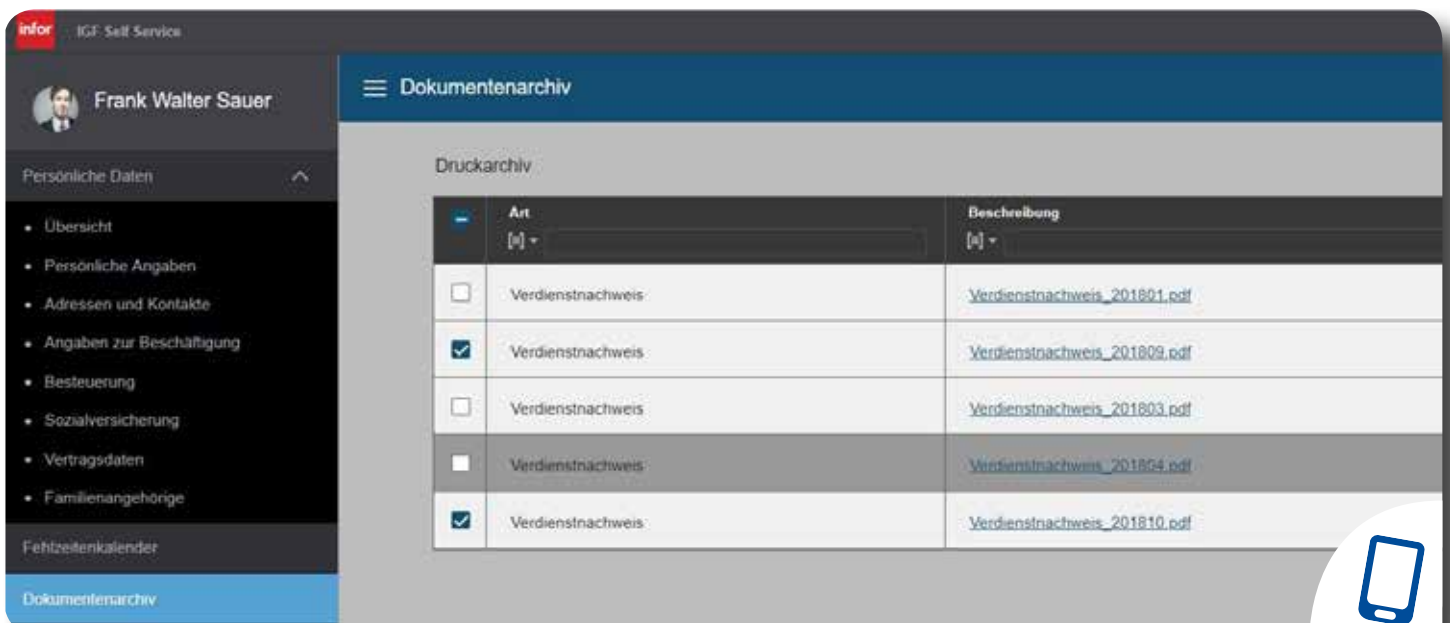 infor IGF Self Service
Frank Walter Sauer
Dokumentenarchiv
Persönliche Daten
• Übersicht
• Persönliche Angaben
• Adressen und Kontakte
• Angaben zur Beschäftigung
• Besteuerung
• Sozialversicherung
• Vertragsdaten
• Familienangehörige
Fehlzeitenkalender
Dokumentenarchiv
Druckarchiv
Art Beschreibung
Verdienstnachweis Verdienstnachweis_201801.pdf
Verdienstnachweis Verdienstnachweis_201809.pdf
Verdienstnachweis Verdienstnachweis_201803.pdf
Verdienstnachweis Verdienstnachweis_201804.pdf
Verdienstnachweis Verdienstnachweis_201810.pdf